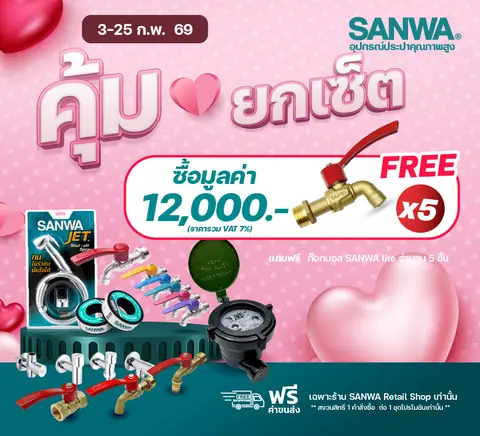 3-25 ก.พ. 69
SANWA®
อุปกรณ์ประปาคุณภาพสูง
คุ้ม ยกเซ็ต
ซื้อมูลค่า
12,000.-
(ราคารวม VAT 7%)
FREE
x5
แถมฟรี ก๊อกบอล SANWA lite จำนวน 5 ชิ้น
SANWA
JET
SANWA
SANWA
FREE
ฟรี
ค่าขนส่ง
เฉพาะร้าน SANWA Retail Shop เท่านั้น
** สงวนสิทธิ์ 1 คำสั่งซื้อ ต่อ 1 ชุดโปรโมชั่นเท่านั้น **